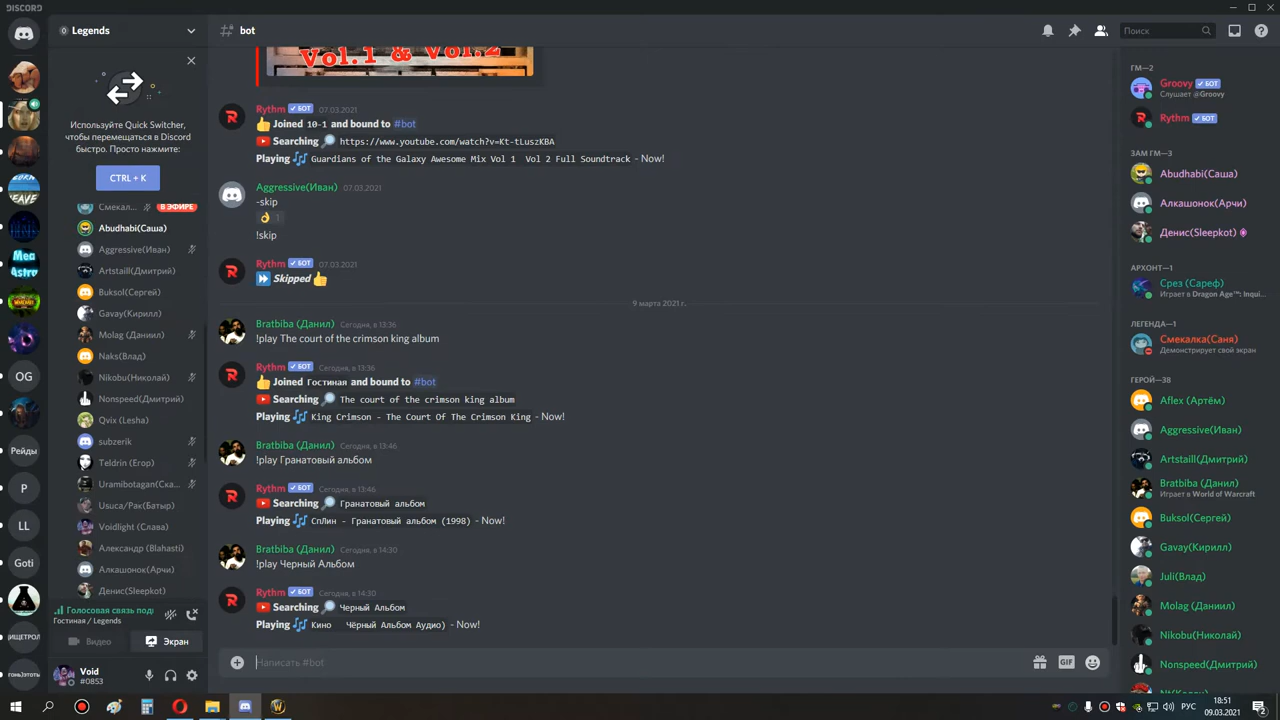 DISCORD
Legends
bot
Поиск
Используйте Quick Switcher,
чтобы перемещаться в Discord
быстро. Просто нажмите:
CTRL + K
Смекал...
В ЭФИРЕ
Abudhabi(Саша)
Aggressive(Иван)
Artstaill(Дмитрий)
Buksol(Сергей)
Gavay(Кирилл)
Molag (Даниил)
Naks(Влад)
Nikobu(Николай)
Nonspeed(Дмитрий)
Qvix (Lesha)
subzerik
Teldrin (Егор)
Uramibotagan(Ска...
Usuca/Рак(Батыр)
Voidlight (Слава)
Александр (Blahasti)
Алкашонок(Арчи)
Денис(Sleepkot)
Голосовая связь под
Гостиная / Legends
Видео
Экран
Void
#0853
OG
Рейды
P
LL
Goti
Mea
Astro
Vol.1 & Vol.2
Rythm БОТ 07.03.2021
Joined 10-1 and bound to #bot
Searching https://www.youtube.com/watch?v=Kt-tLuszKBA
Playing Guardians of the Galaxy Awesome Mix Vol 1 Vol 2 Full Soundtrack - Now!
Aggressive(Иван) 07.03.2021
-skip
1
!skip
Rythm БОТ 07.03.2021
Skipped
9 марта 2021 г.
Bratbiba (Данил) Сегодня, в 13:36
!play The court of the crimson king album
Rythm БОТ Сегодня, в 13:36
Joined Гостиная and bound to #bot
Searching The court of the crimson king album
Playing King Crimson - The Court Of The Crimson King - Now!
Bratbiba (Данил) Сегодня, в 13:46
!play Гранатовый альбом
Rythm БОТ Сегодня, в 13:46
Searching Гранатовый альбом
Playing СпЛин - Гранатовый альбом (1998) - Now!
Bratbiba (Данил) Сегодня, в 14:30
!play Черный Альбом
Rythm БОТ Сегодня, в 14:30
Searching Черный Альбом
Playing Кино Чёрный Альбом Аудио) - Now!
Написать #bot
GIF
ГМ—2
Groovy БОТ
Слушает @Groovy
Rythm БОТ
ЗАМ ГМ—3
Abudhabi(Саша)
Алкашонок(Арчи)
Денис(Sleepkot)
АРХОНТ—1
Срез (Сареф)
Играет в Dragon Age™: Inqui...
ЛЕГЕНДА—1
Смекалка(Саня)
Демонстрирует свой экран
ГЕРОЙ—38
Aflex (Артём)
Aggressive(Иван)
Artstaill(Дмитрий)
Bratbiba (Данил)
Играет в World of Warcraft
Buksol(Сергей)
Gavay(Кирилл)
Juli(Влад)
Molag (Даниил)
Nikobu(Николай)
Nonspeed(Дмитрий)
РУС
18:51
09.03.2021
2